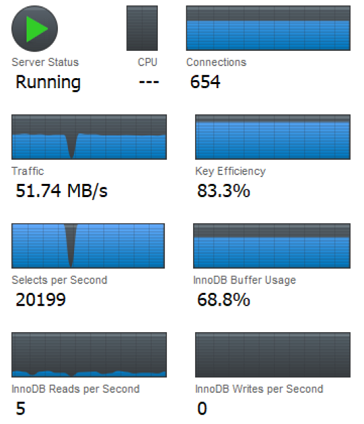 Server Status
CPU
Connections
Running
---
654
Traffic
Key Efficiency
51.74 MB/s
83.3%
Selects per Second
InnoDB Buffer Usage
20199
68.8%
InnoDB Reads per Second
InnoDB Writes per Second
5
0